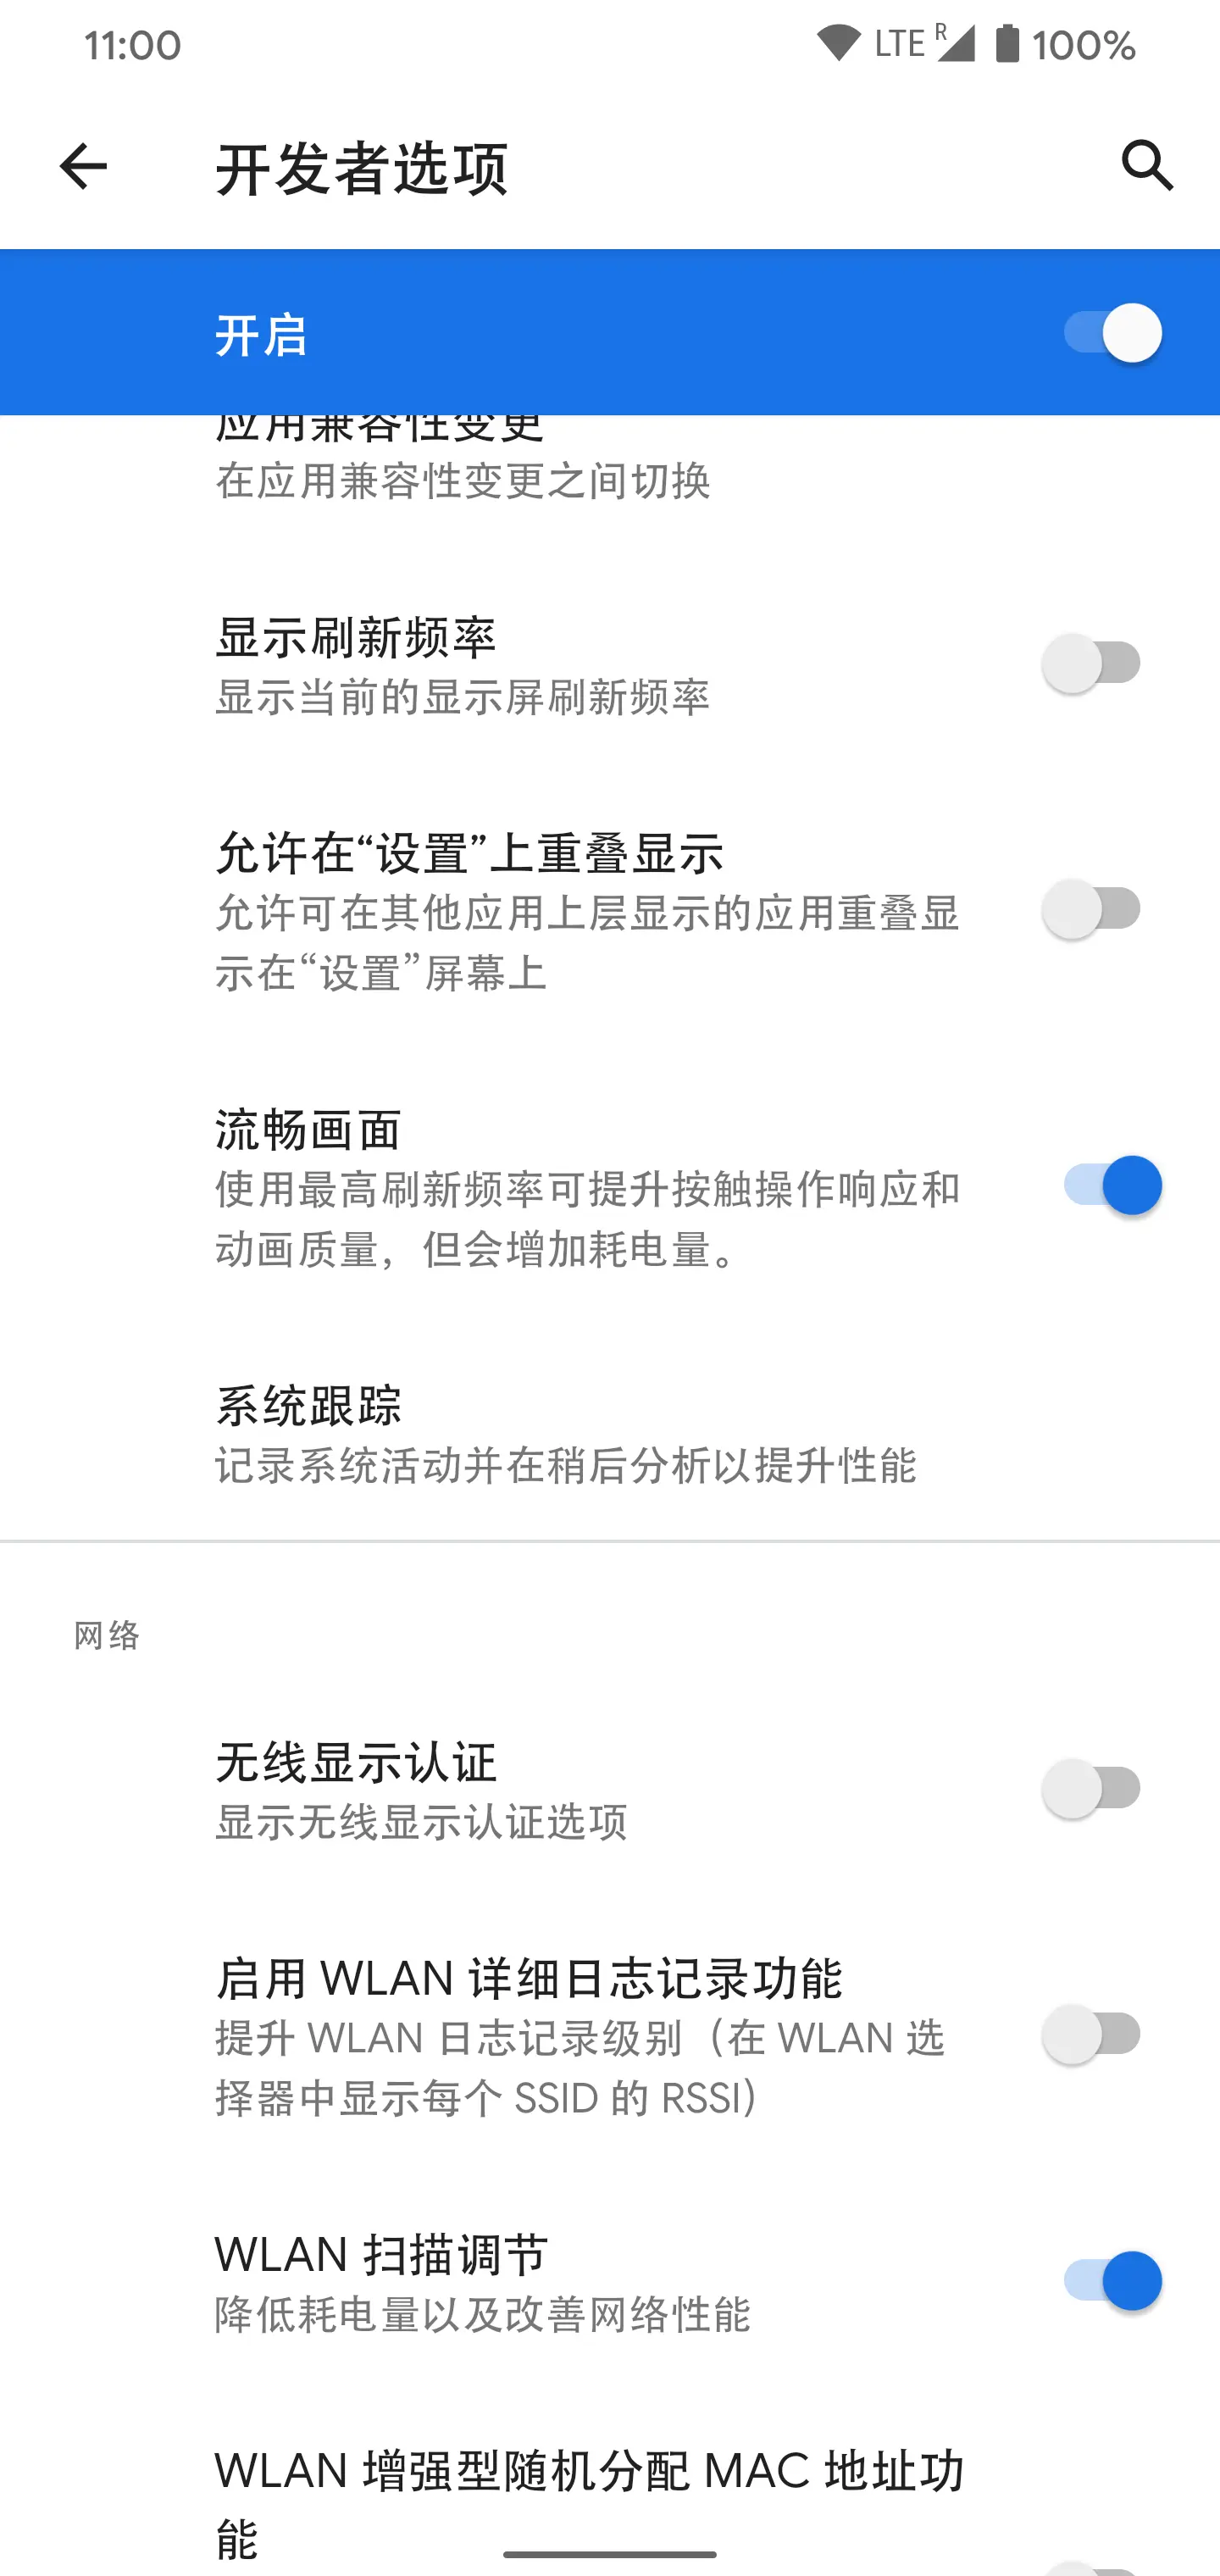 11:00
LTE R 100%
开发者选项
开启
应用兼容性变更
在应用兼容性变更之间切换
显示刷新频率
显示当前的显示屏刷新频率
允许在“设置”上重叠显示
允许可在其他应用上层显示的应用重叠显
示在“设置”屏幕上
流畅画面
使用最高刷新频率可提升按触操作响应和
动画质量，但会增加耗电量。
系统跟踪
记录系统活动并在稍后分析以提升性能
网络
无线显示认证
显示无线显示认证选项
启用 WLAN 详细日志记录功能
提升 WLAN 日志记录级别（在 WLAN 选
择器中显示每个 SSID 的 RSSI）
WLAN 扫描调节
降低耗电量以及改善网络性能
WLAN 增强型随机分配 MAC 地址功
能